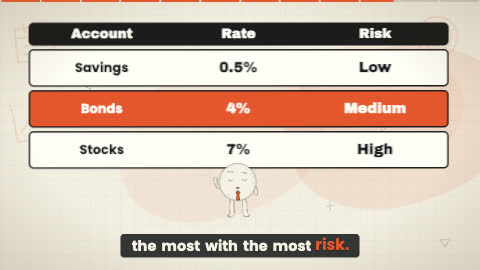 Account Rate Risk
Savings 0.5% Low
Bonds 4% Medium
Stocks 7% High
the most with the most risk.